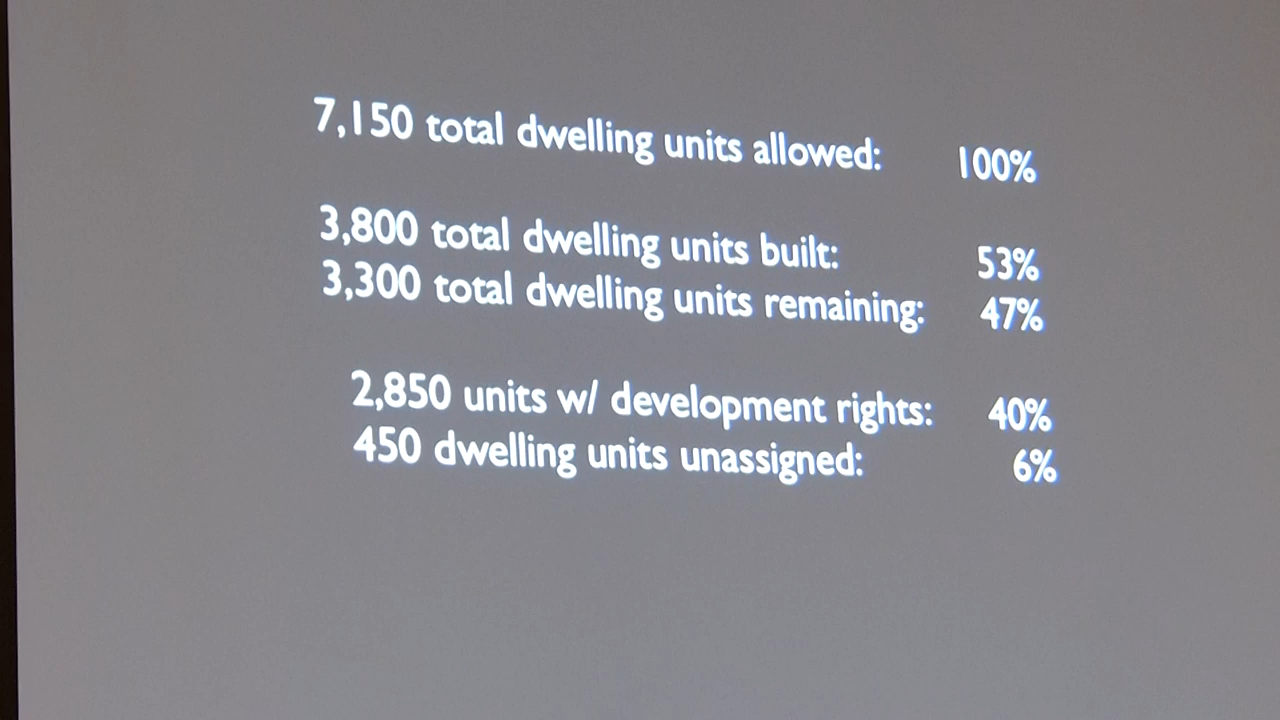 7,150 total dwelling units allowed: 100%
3,800 total dwelling units built: 53%
3,300 total dwelling units remaining: 47%
2,850 units w/ development rights: 40%
450 dwelling units unassigned: 6%